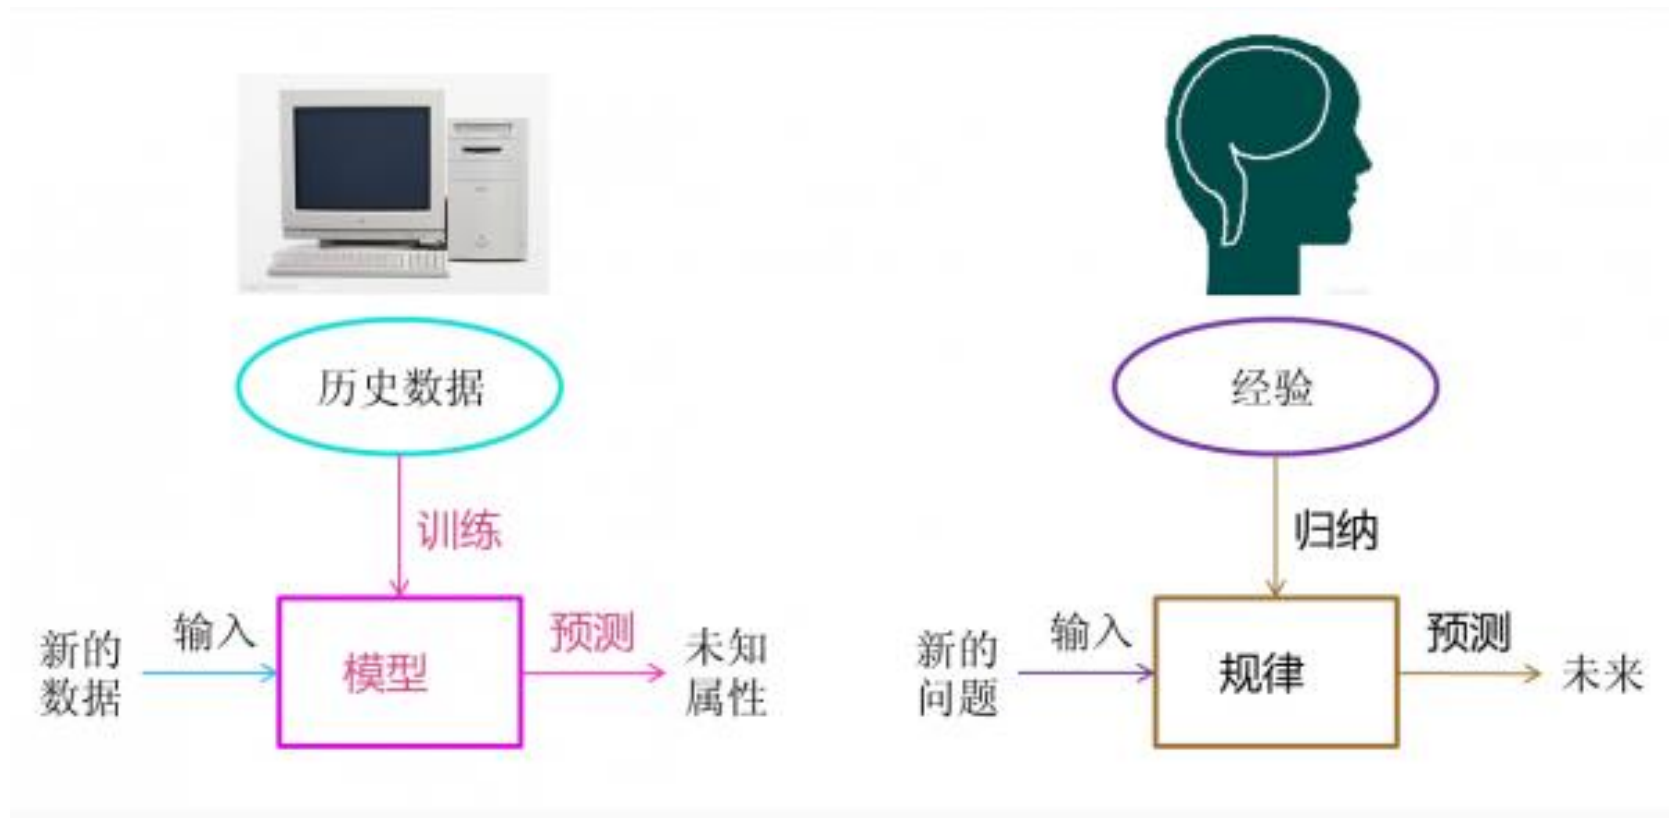 历史数据
训练
新的
数据
输入
模型
预测
未知
属性
经验
归纳
新的
问题
输入
规律
预测
未来